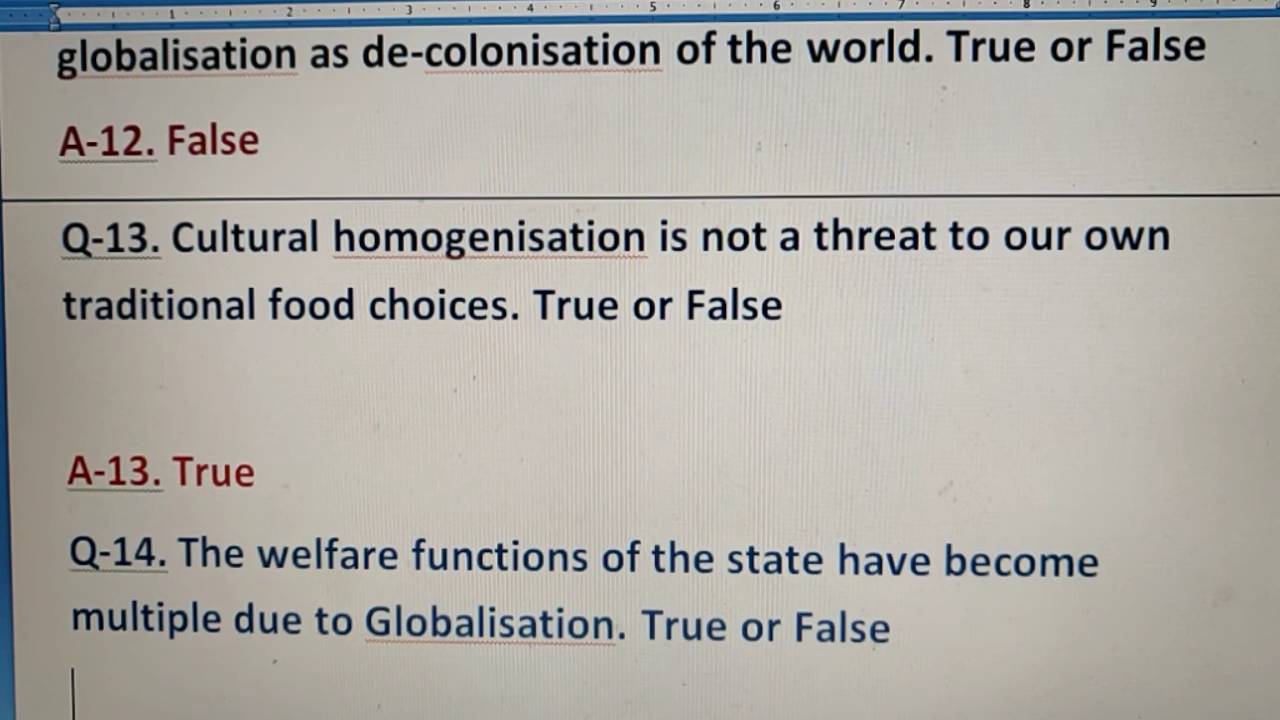 globalisation as de-colonisation of the world. True or False
A-12. False
Q-13. Cultural homogenisation is not a threat to our own
traditional food choices. True or False
A-13. True
Q-14. The welfare functions of the state have become
multiple due to Globalisation. True or False